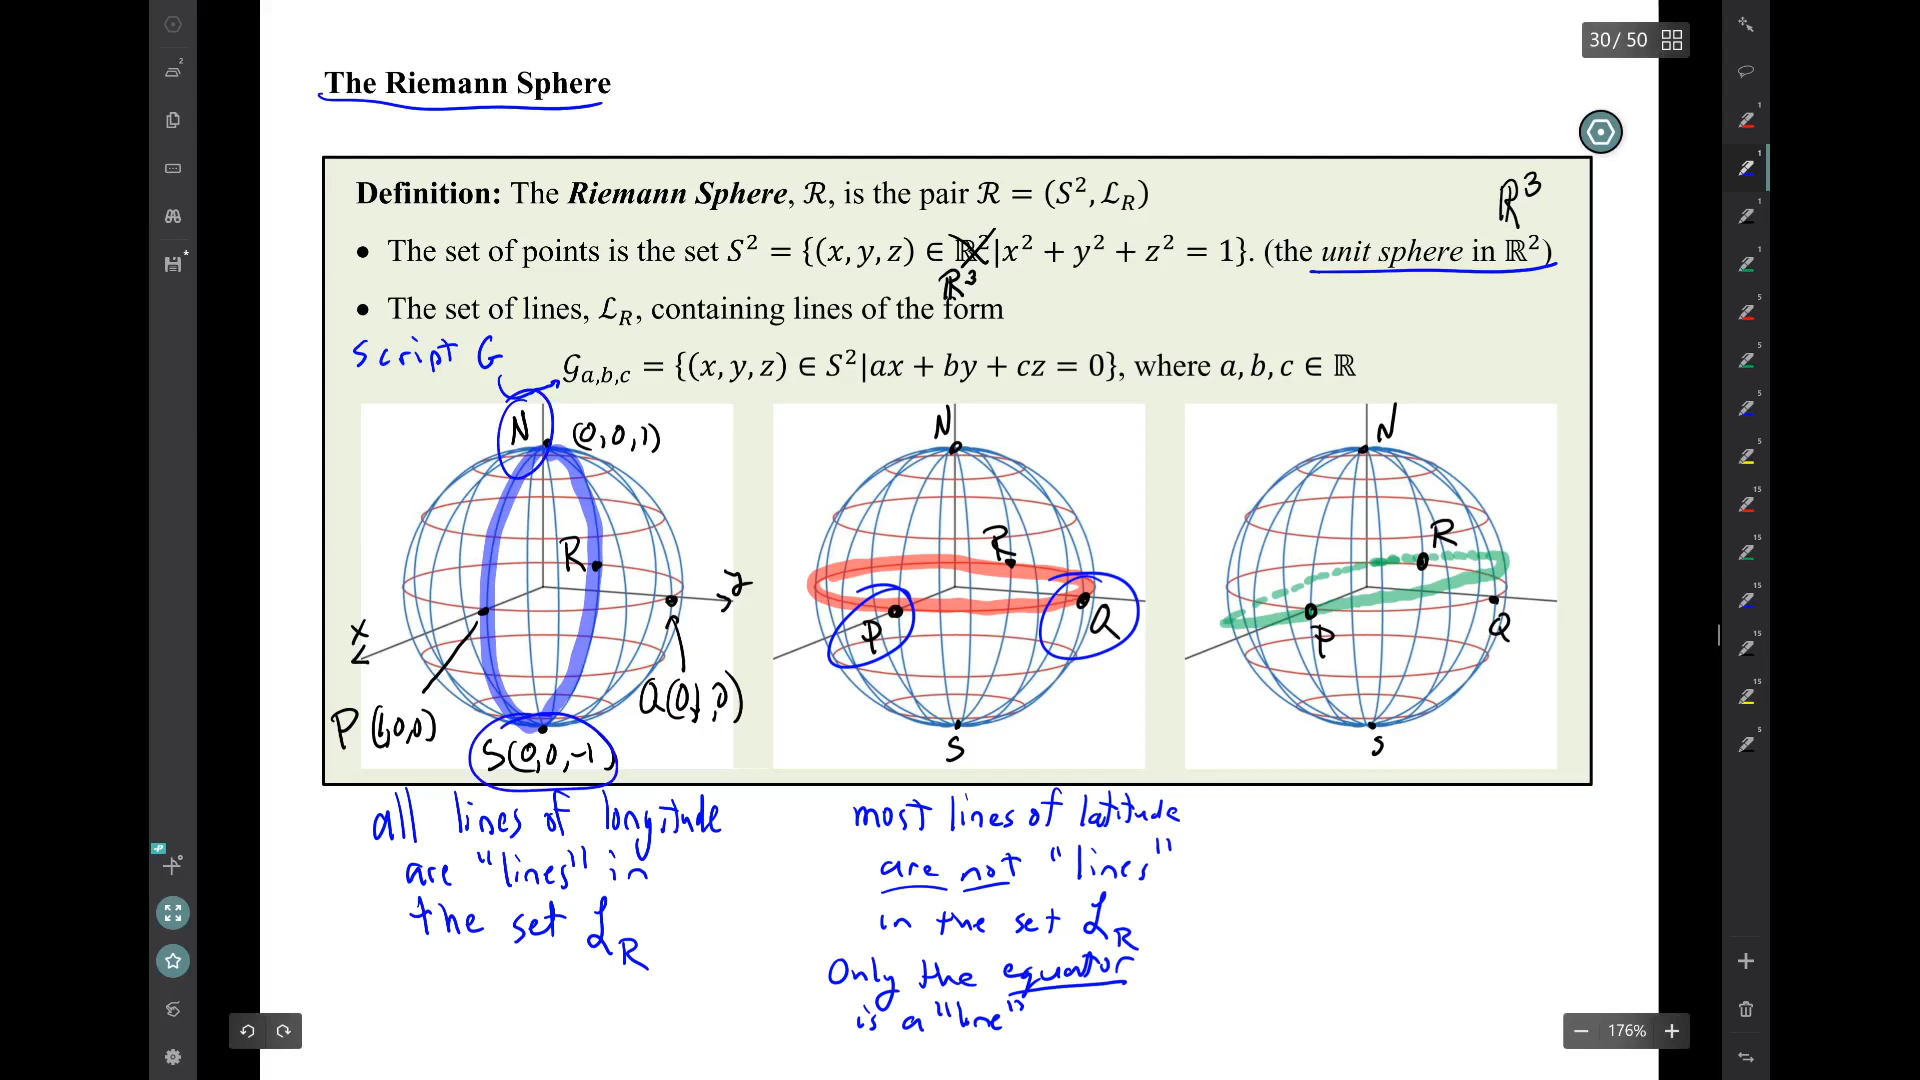 30 / 50
The Riemann Sphere
Definition: The Riemann Sphere, ℛ, is the pair ℛ = (S², ℒ_R)
ℝ³
• The set of points is the set S² = {(x, y, z) ∈ ℝ²|x² + y² + z² = 1}. (the unit sphere in ℝ²)
ℝ³
• The set of lines, ℒ_R, containing lines of the form
script G
𝒢_{a,b,c} = {(x, y, z) ∈ S²|ax + by + cz = 0}, where a, b, c ∈ ℝ
N (0,0,1)
R
x
y
P (1,0,0)
Q(0,1,0)
S(0,0,-1)
N
R
P
Q
S
N
R
P
Q
S
all lines of longitude
are "lines" in
the set ℒ_R
most lines of latitude
are not "lines"
in the set ℒ_R
Only the equator
is a "line"
176%